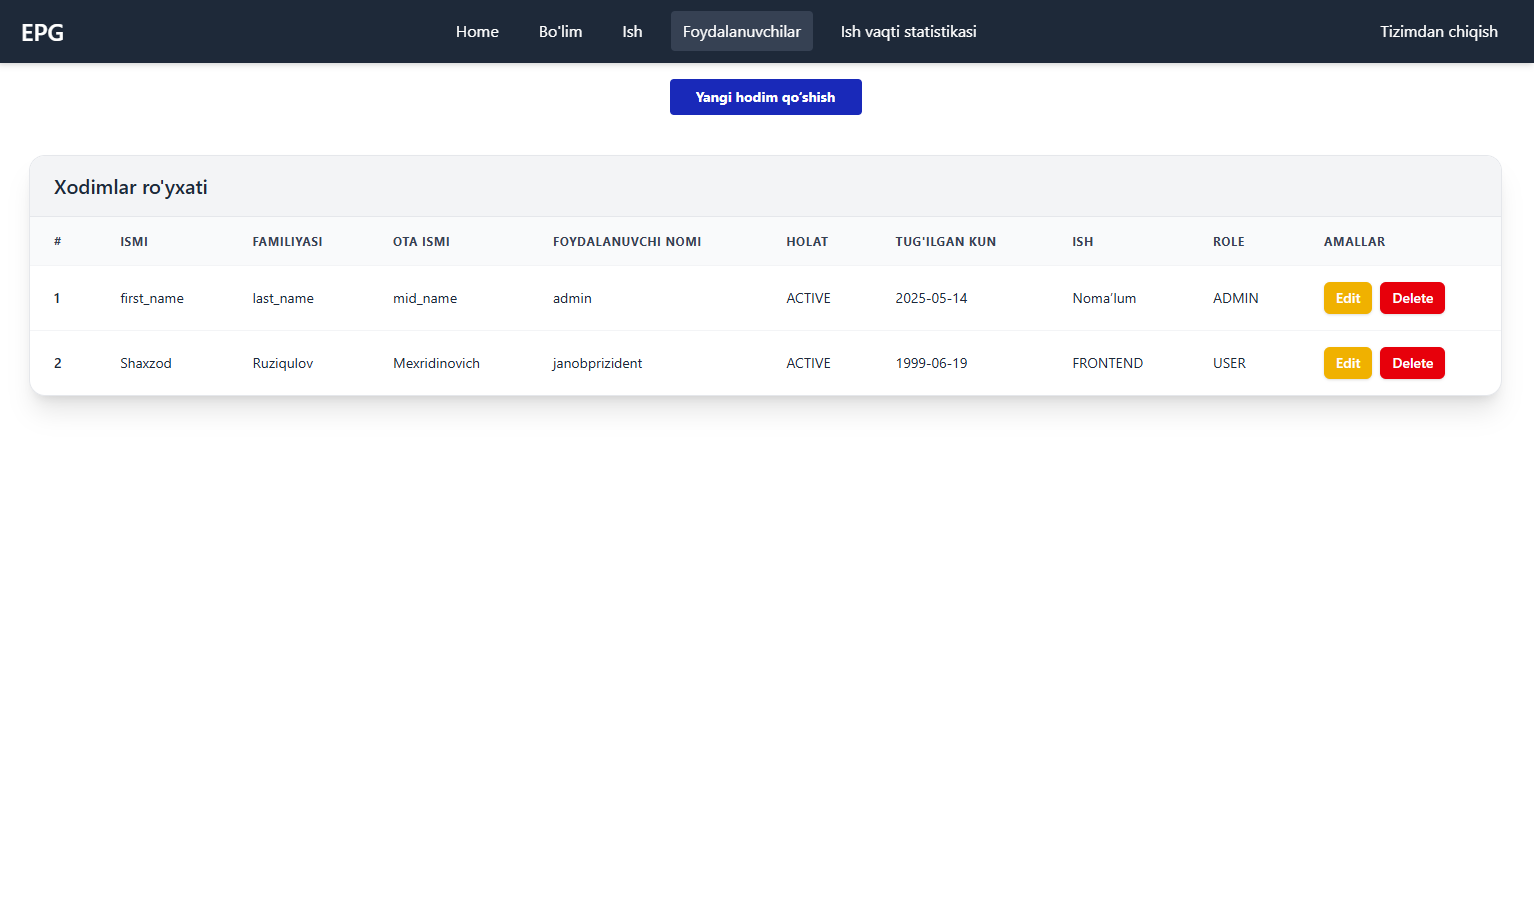 EPG Home Bo'lim Ish Foydalanuvchilar Ish vaqti statistikasi Tizimdan chiqish
Yangi hodim qo‘shish
Xodimlar ro'yxati
# ISMI FAMILIYASI OTA ISMI FOYDALANUVCHI NOMI HOLAT TUG'ILGAN KUN ISH ROLE AMALLAR
1 first_name last_name mid_name admin ACTIVE 2025-05-14 Noma’lum ADMIN Edit Delete
2 Shaxzod Ruziqulov Mexridinovich janobprizident ACTIVE 1999-06-19 FRONTEND USER Edit Delete